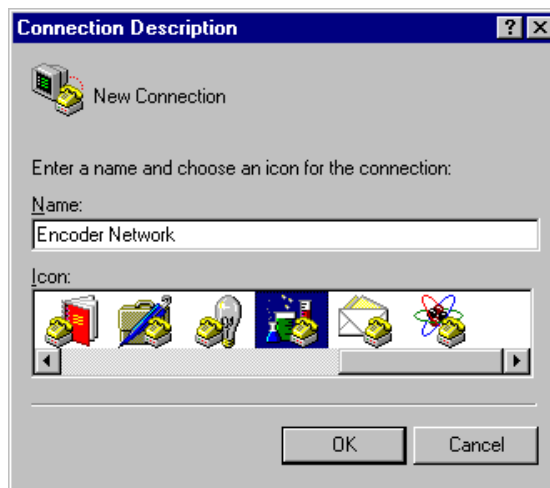 Connection Description
New Connection
Enter a name and choose an icon for the connection:
Name:
Encoder Network
Icon:
OK
Cancel